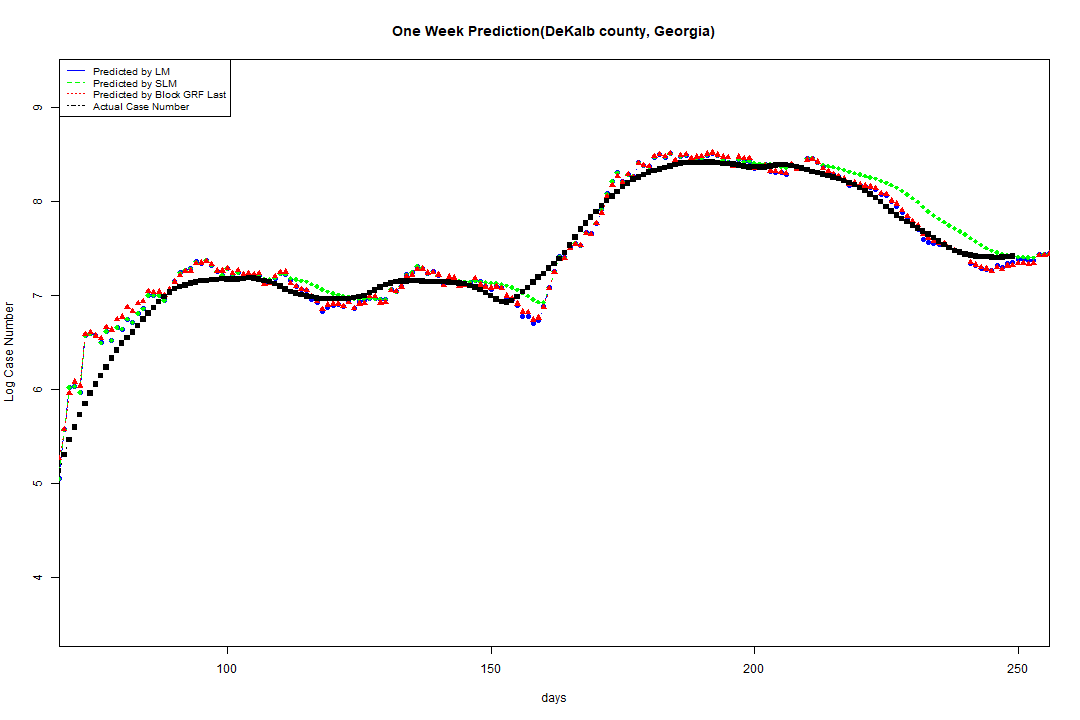 One Week Prediction(DeKalb county, Georgia)
Predicted by LM
Predicted by SLM
Predicted by Block GRF Last
Actual Case Number
9
8
7
6
5
4
Log Case Number
100 150 200 250
days